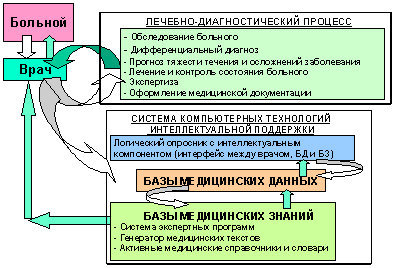 Больной
Врач
ЛЕЧЕБНО-ДИАГНОСТИЧЕСКИЙ ПРОЦЕСС
- Обследование больного
- Дифференциальный диагноз
- Прогноз тяжести течения и осложнений заболевания
- Лечение и контроль состояния больного
- Экспертиза
- Оформление медицинской документации
СИСТЕМА КОМПЬЮТЕРНЫХ ТЕХНОЛОГИЙ
ИНТЕЛЛЕКТУАЛЬНОЙ ПОДДЕРЖКИ
Логический опросник с интеллектуальным
компонентом (интерфейс между врачом, БД и БЗ)
БАЗЫ МЕДИЦИНСКИХ ДАННЫХ
БАЗЫ МЕДИЦИНСКИХ ЗНАНИЙ
- Система экспертных программ
- Генератор медицинских текстов
- Активные медицинские справочники и словари